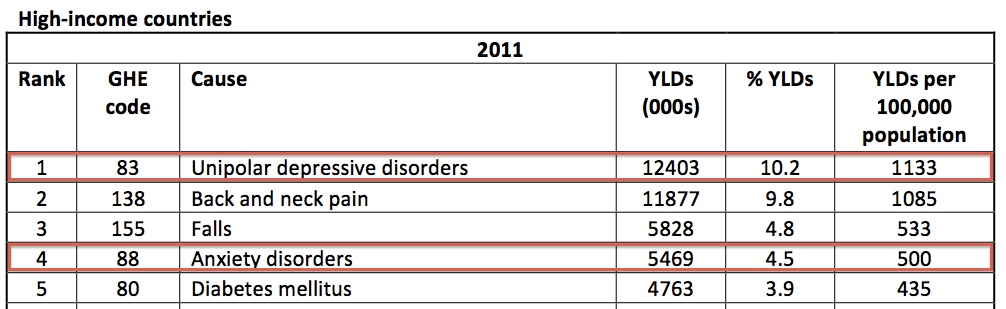 High-income countries
2011
Rank GHE code Cause YLDs (000s) % YLDs YLDs per 100,000 population
1 83 Unipolar depressive disorders 12403 10.2 1133
2 138 Back and neck pain 11877 9.8 1085
3 155 Falls 5828 4.8 533
4 88 Anxiety disorders 5469 4.5 500
5 80 Diabetes mellitus 4763 3.9 435